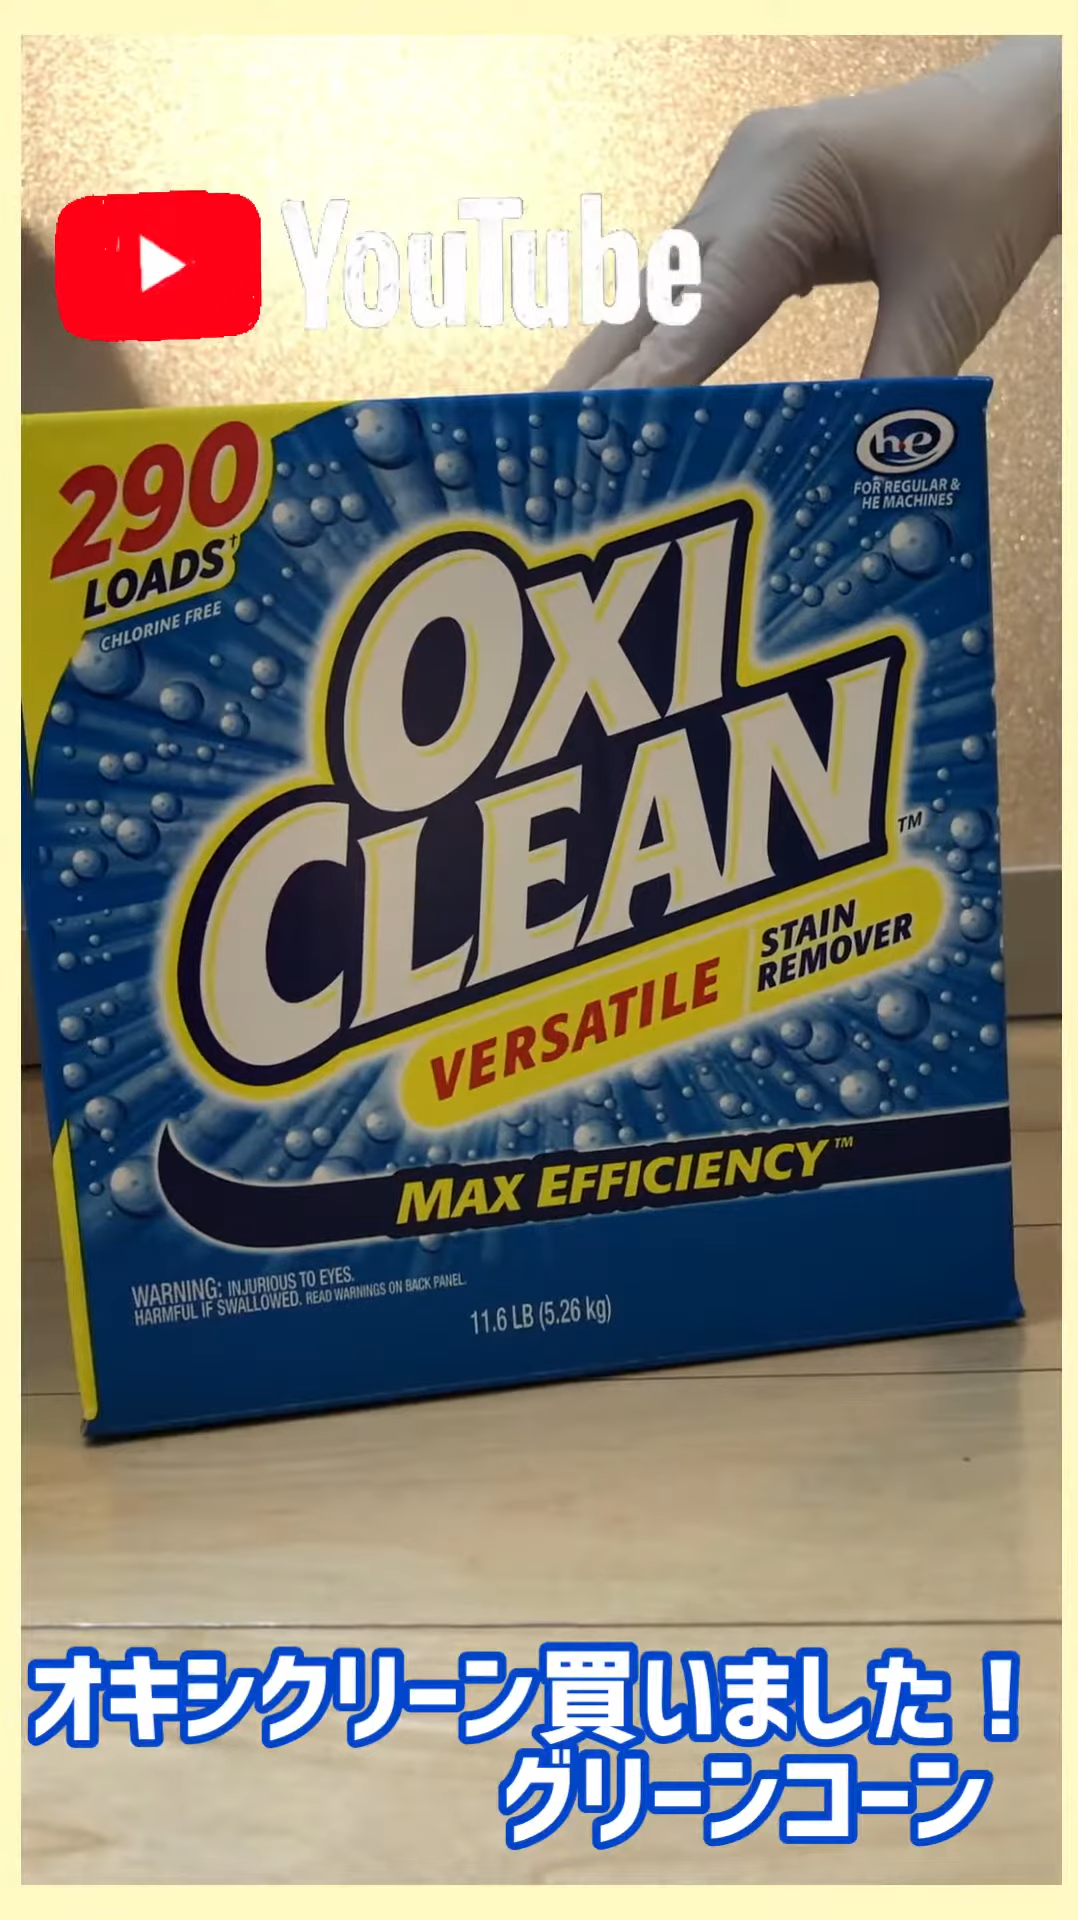 YouTube
290
LOADS†
CHLORINE FREE
he
FOR REGULAR &
HE MACHINES
OXI
CLEAN™
VERSATILE
STAIN
REMOVER
MAX EFFICIENCY™
WARNING: INJURIOUS TO EYES.
HARMFUL IF SWALLOWED. READ WARNINGS ON BACK PANEL.
11.6 LB (5.26 kg)
オキシクリーン買いました！
グリーンコーン